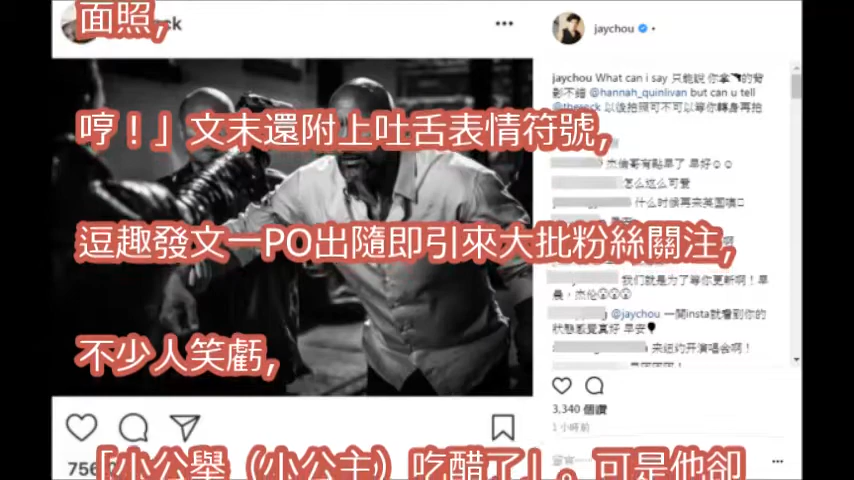 面照,
ck
哼！」文末還附上吐舌表情符號,
逗趣發文一PO出隨即引來大批粉絲關注,
不少人笑虧,
「小公舉（小公主）吃醋了」。可是他卻
756
jaychou
jaychou What can i say 只能說 你拿🔫的背
影不錯 @hannah_quinlivan but can u tell
@therock 以後拍照可不可以等你轉身再拍
杰倫哥有點早了 早好☺☺
怎么这么可爱
什么时候再来英国噢
我们就是为了等你更新啊！早
晨，杰伦
@jaychou 一開insta就看到你的
狀態感覺真好 早安
来纽约开演唱会啊！
3,340 個讚
1 小時前